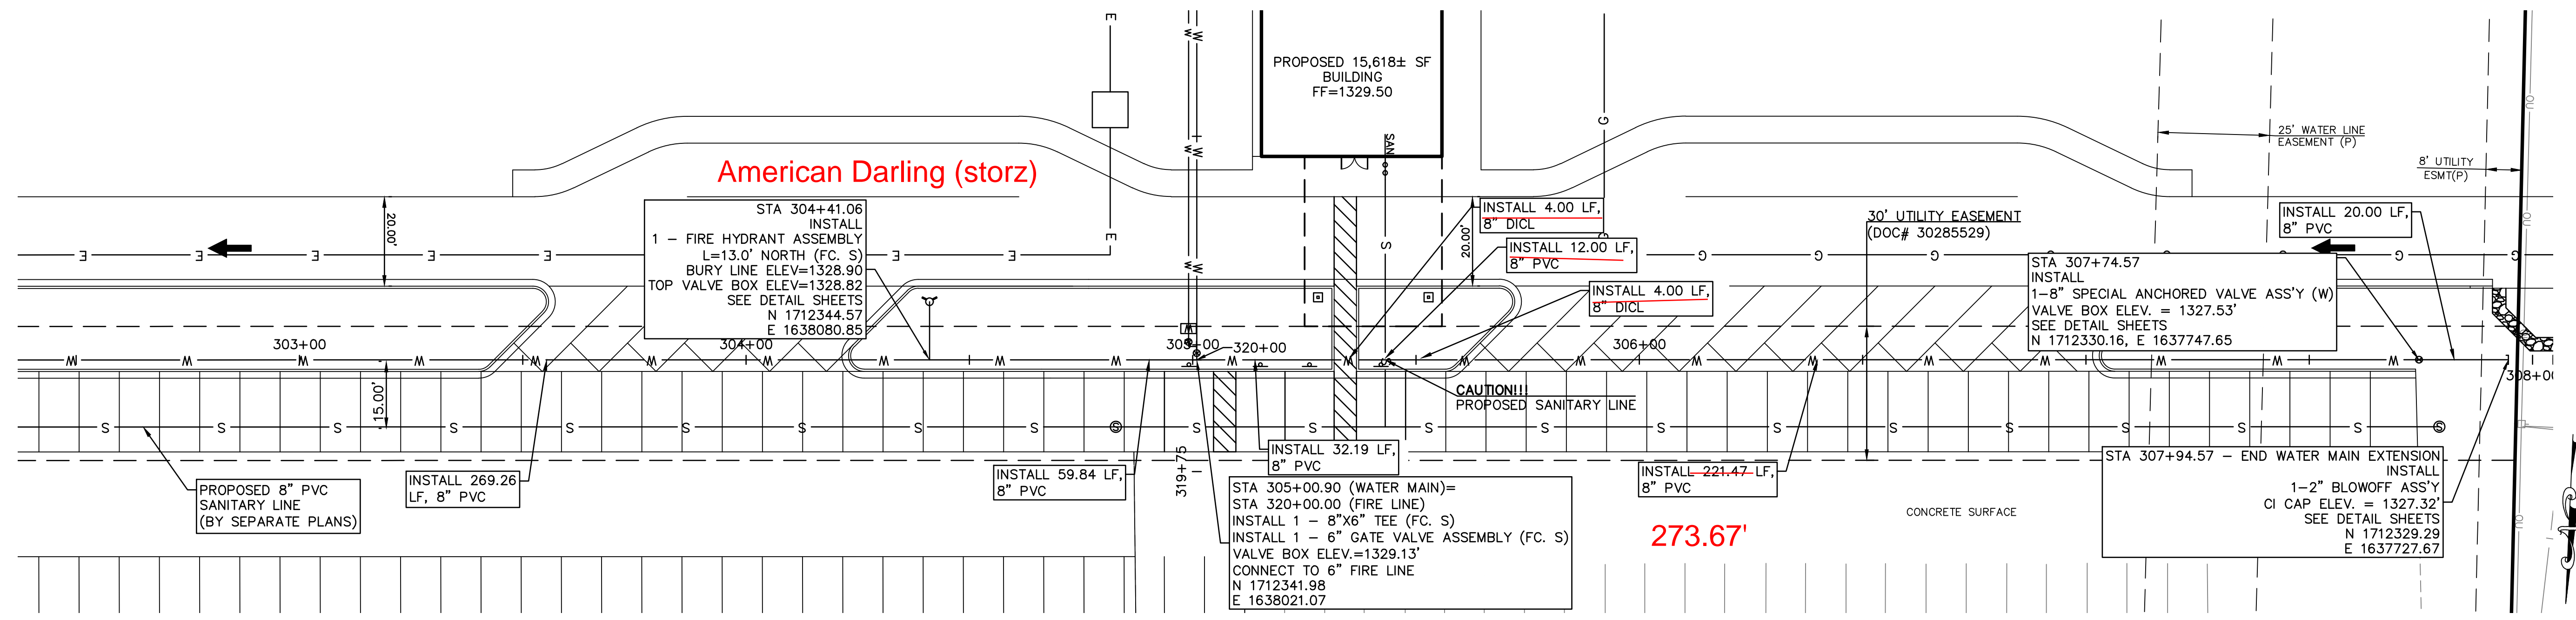 PROPOSED 15,618± SF
BUILDING
FF=1329.50
25' WATER LINE
EASEMENT (P)
8' UTILITY
ESMT(P)
American Darling (storz)
STA 304+41.06
INSTALL
1 - FIRE HYDRANT ASSEMBLY
L=13.0' NORTH (FC. S)
BURY LINE ELEV=1328.90
TOP VALVE BOX ELEV=1328.82
SEE DETAIL SHEETS
N 1712344.57
E 1638080.85
20.00'
INSTALL 4.00 LF,
8" DICL
20.00'
INSTALL 12.00 LF,
8" PVC
INSTALL 4.00 LF,
8" DICL
30' UTILITY EASEMENT
(DOC# 30285529)
INSTALL 20.00 LF,
8" PVC
STA 307+74.57
INSTALL
1-8" SPECIAL ANCHORED VALVE ASS'Y (W)
VALVE BOX ELEV. = 1327.53'
SEE DETAIL SHEETS
N 1712330.16, E 1637747.65
303+00
304+00
305+00
320+00
306+00
308+00
15.00'
CAUTION!!!
PROPOSED SANITARY LINE
PROPOSED 8" PVC
SANITARY LINE
(BY SEPARATE PLANS)
INSTALL 269.26
LF, 8" PVC
INSTALL 59.84 LF,
8" PVC
319+75
INSTALL 32.19 LF,
8" PVC
STA 305+00.90 (WATER MAIN)=
STA 320+00.00 (FIRE LINE)
INSTALL 1 - 8"X6" TEE (FC. S)
INSTALL 1 - 6" GATE VALVE ASSEMBLY (FC. S)
VALVE BOX ELEV.=1329.13'
CONNECT TO 6" FIRE LINE
N 1712341.98
E 1638021.07
INSTALL 221.47 LF,
8" PVC
273.67'
CONCRETE SURFACE
STA 307+94.57 - END WATER MAIN EXTENSION
INSTALL
1-2" BLOWOFF ASS'Y
CI CAP ELEV. = 1327.32'
SEE DETAIL SHEETS
N 1712329.29
E 1637727.67
E
E
E E E E E E E
W W
W W
W W
SAN
S
G
G
G G G G G
W W W W W W W W W W W W W W W W W W W W
S S S S S S S S S S S S S S S S S S S S
OU
OU
OU